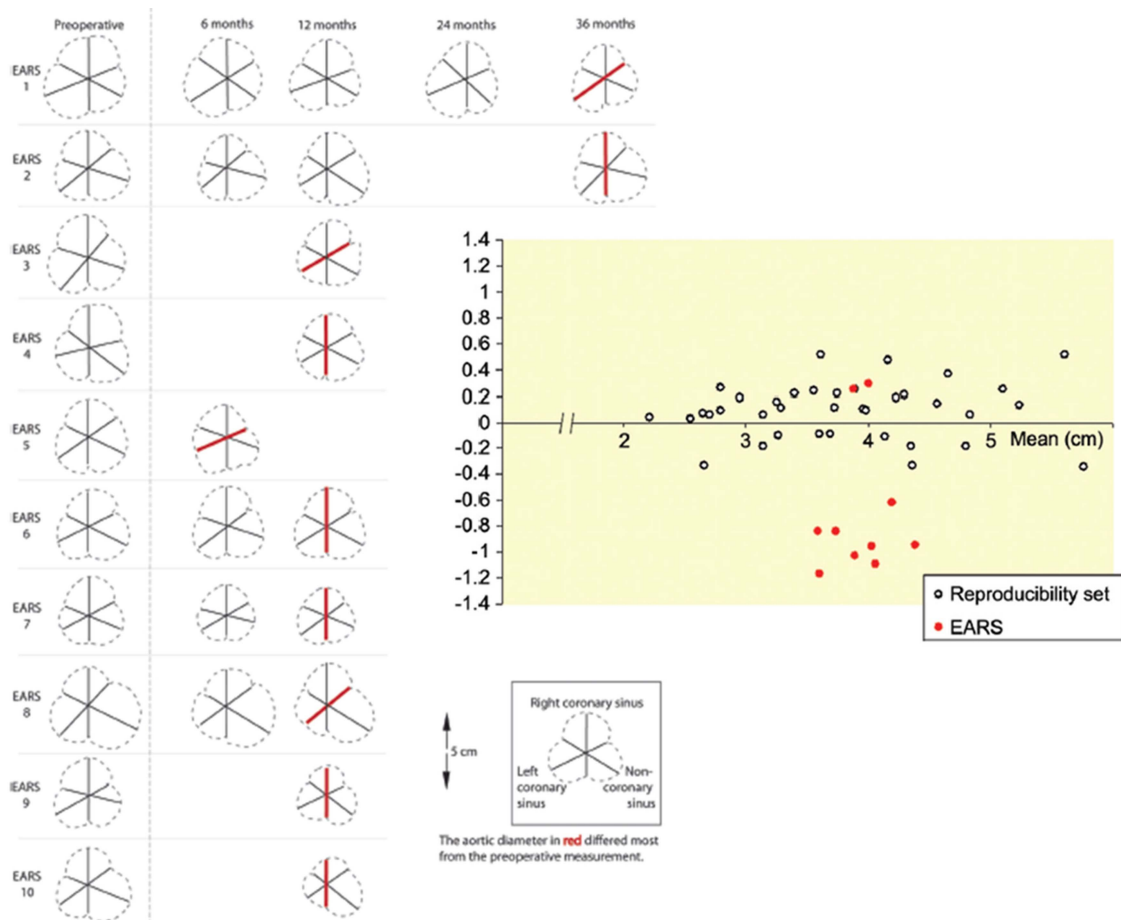 Preoperative 6 months 12 months 24 months 36 months
EARS
1
EARS
2
EARS
3
EARS
4
EARS
5
EARS
6
EARS
7
EARS
8
EARS
9
EARS
10
1.4
1.2
1
0.8
0.6
0.4
0.2
0
-0.2
-0.4
-0.6
-0.8
-1
-1.2
-1.4
2 3 4 5 Mean (cm)
Reproducibility set
EARS
5 cm
Right coronary sinus
Left
coronary
sinus
Non-
coronary
sinus
The aortic diameter in red differed most
from the preoperative measurement.